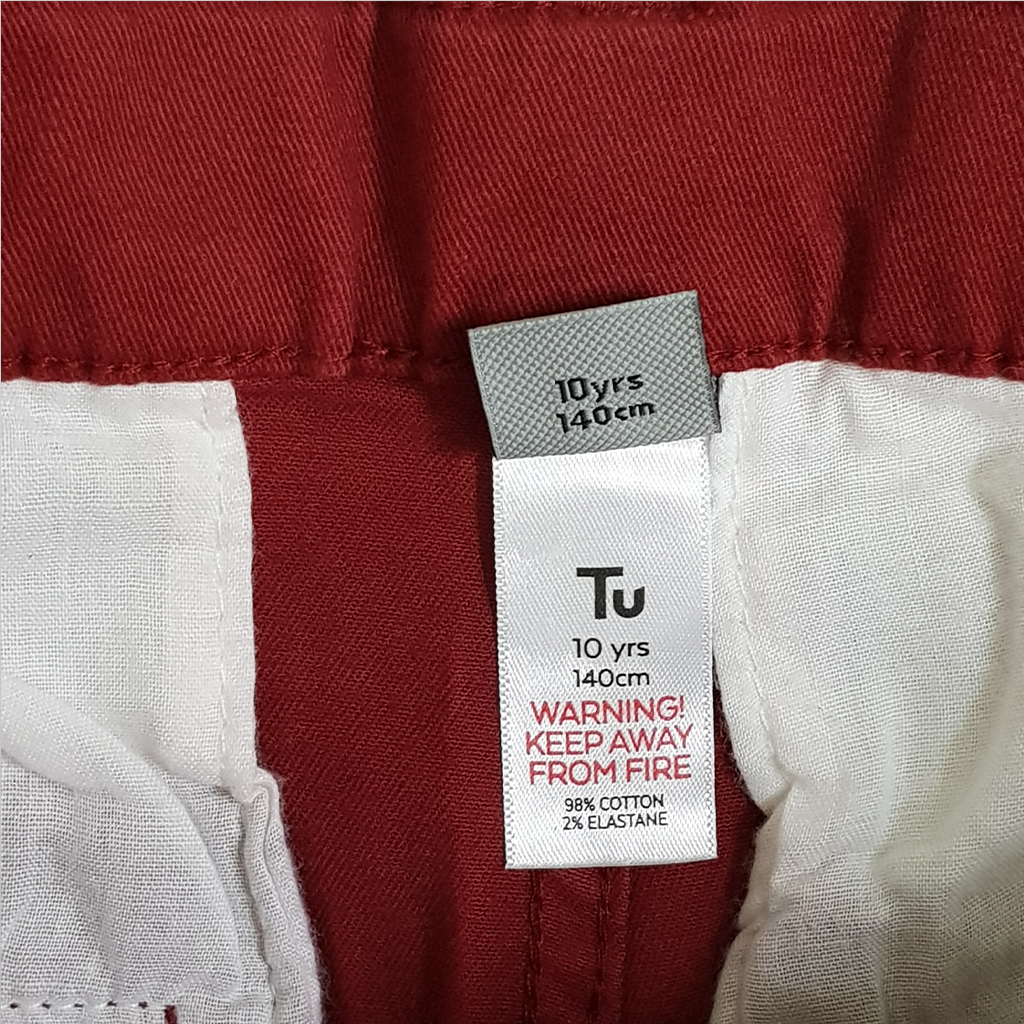 10yrs
140cm
Tu
10 yrs
140cm
WARNING!
KEEP AWAY
FROM FIRE
98% COTTON
2% ELASTANE